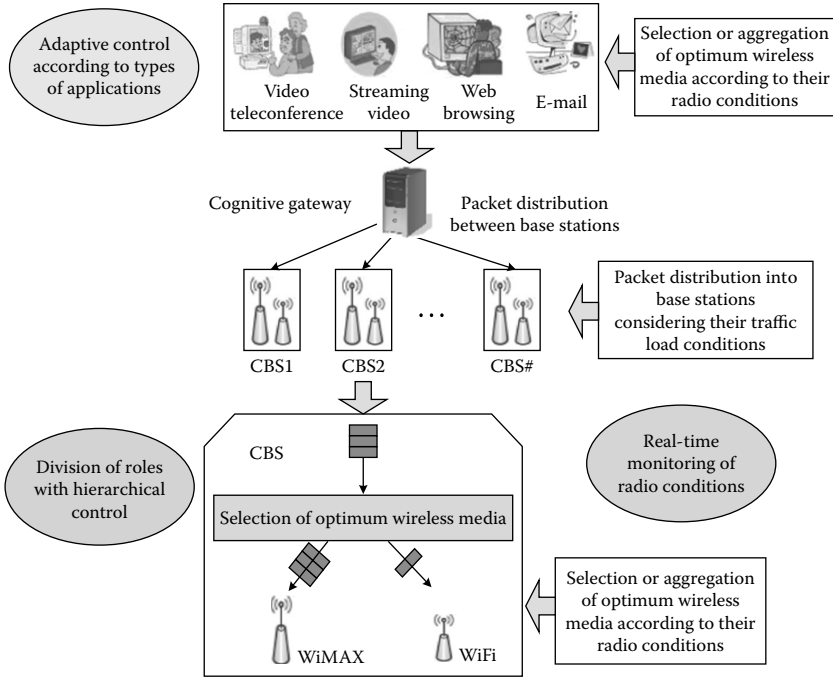 Adaptive control
according to types
of applications
Video
teleconference
Streaming
video
Web
browsing
E-mail
Selection or aggregation
of optimum wireless
media according to their
radio conditions
Cognitive gateway
Packet distribution
between base stations
CBS1
CBS2
...
CBS#
Packet distribution into
base stations
considering their traffic
load conditions
Division of roles
with hierarchical
control
CBS
Selection of optimum wireless media
WiMAX
WiFi
Real-time
monitoring of
radio conditions
Selection or aggregation
of optimum wireless
media according to their
radio conditions